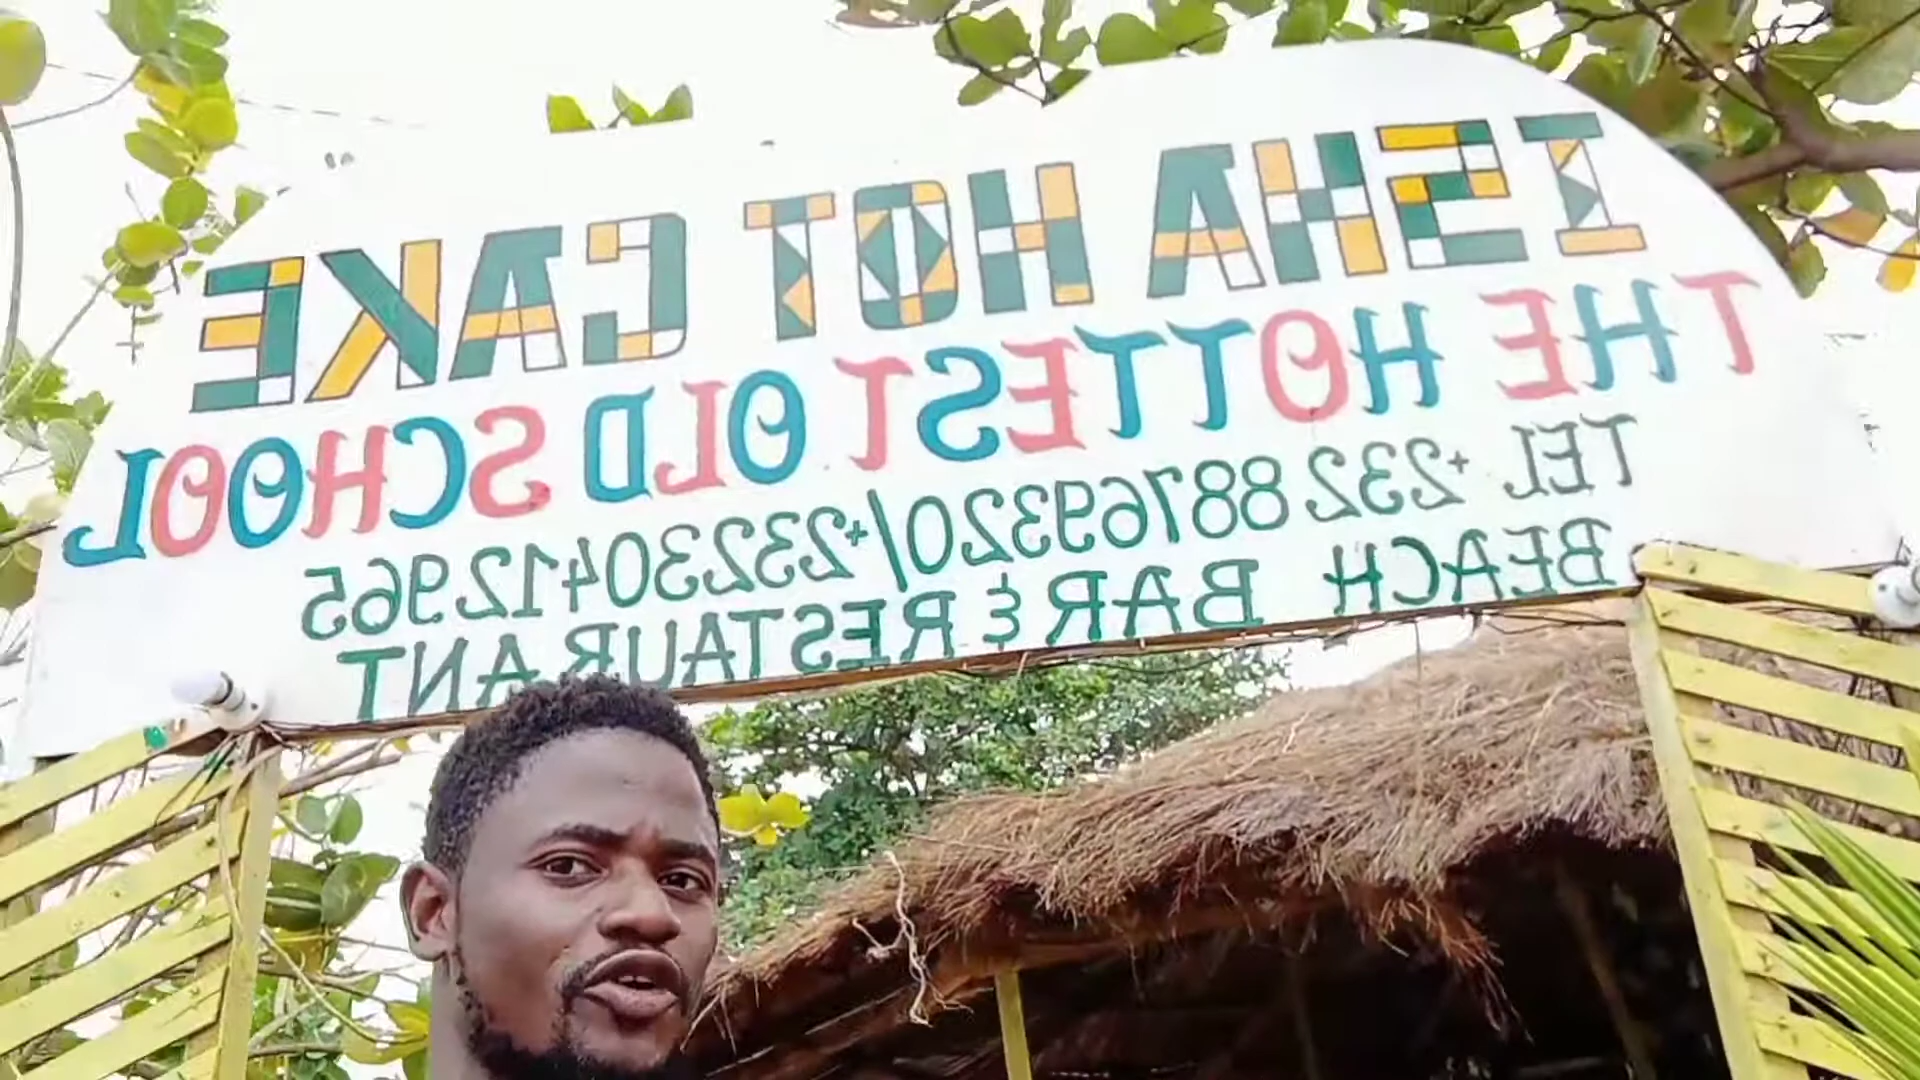 ISHA HOT CAKE
THE HOTTEST OLD SCHOOL
TEL +232 88769320/+23230412965
BEACH BAR & RESTAURANT